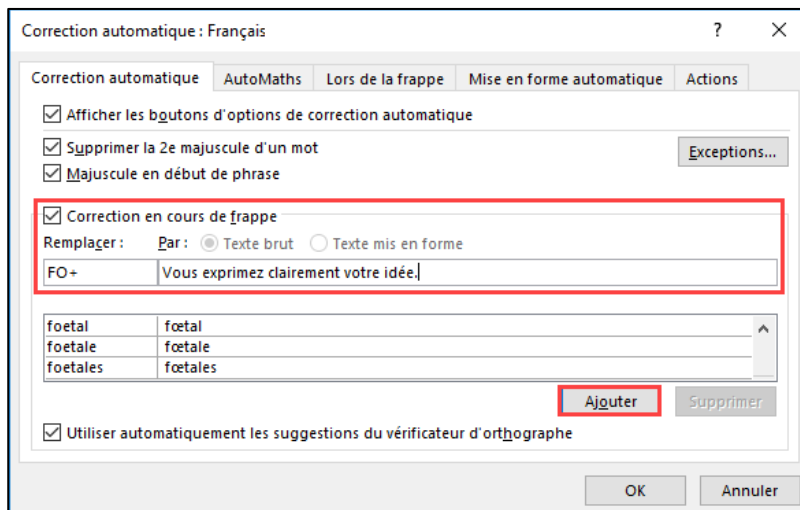 Correction automatique : Français ?
Correction automatique AutoMaths Lors de la frappe Mise en forme automatique Actions
Afficher les boutons d'options de correction automatique
Supprimer la 2e majuscule d'un mot
Exceptions...
Majuscule en début de phrase
Correction en cours de frappe
Remplacer : Par : Texte brut Texte mis en forme
FO+ Vous exprimez clairement votre idée.
foetal fœtal
foetale fœtale
foetales fœtales
Ajouter Supprimer
Utiliser automatiquement les suggestions du vérificateur d'orthographe
OK Annuler